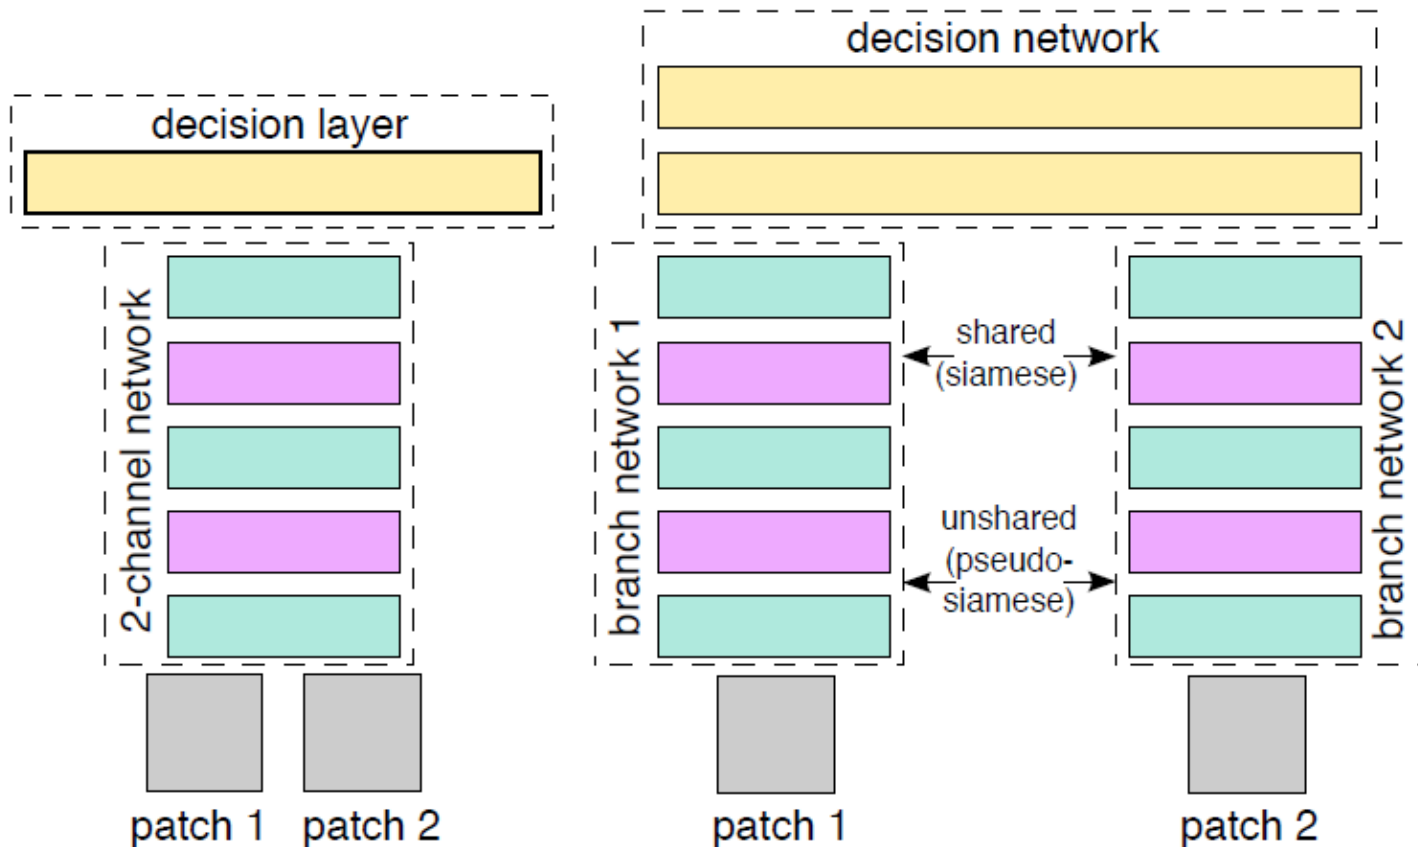 decision layer
2-channel network
patch 1
patch 2
decision network
branch network 1
shared
(siamese)
unshared
(pseudo-
siamese)
branch network 2
patch 1
patch 2